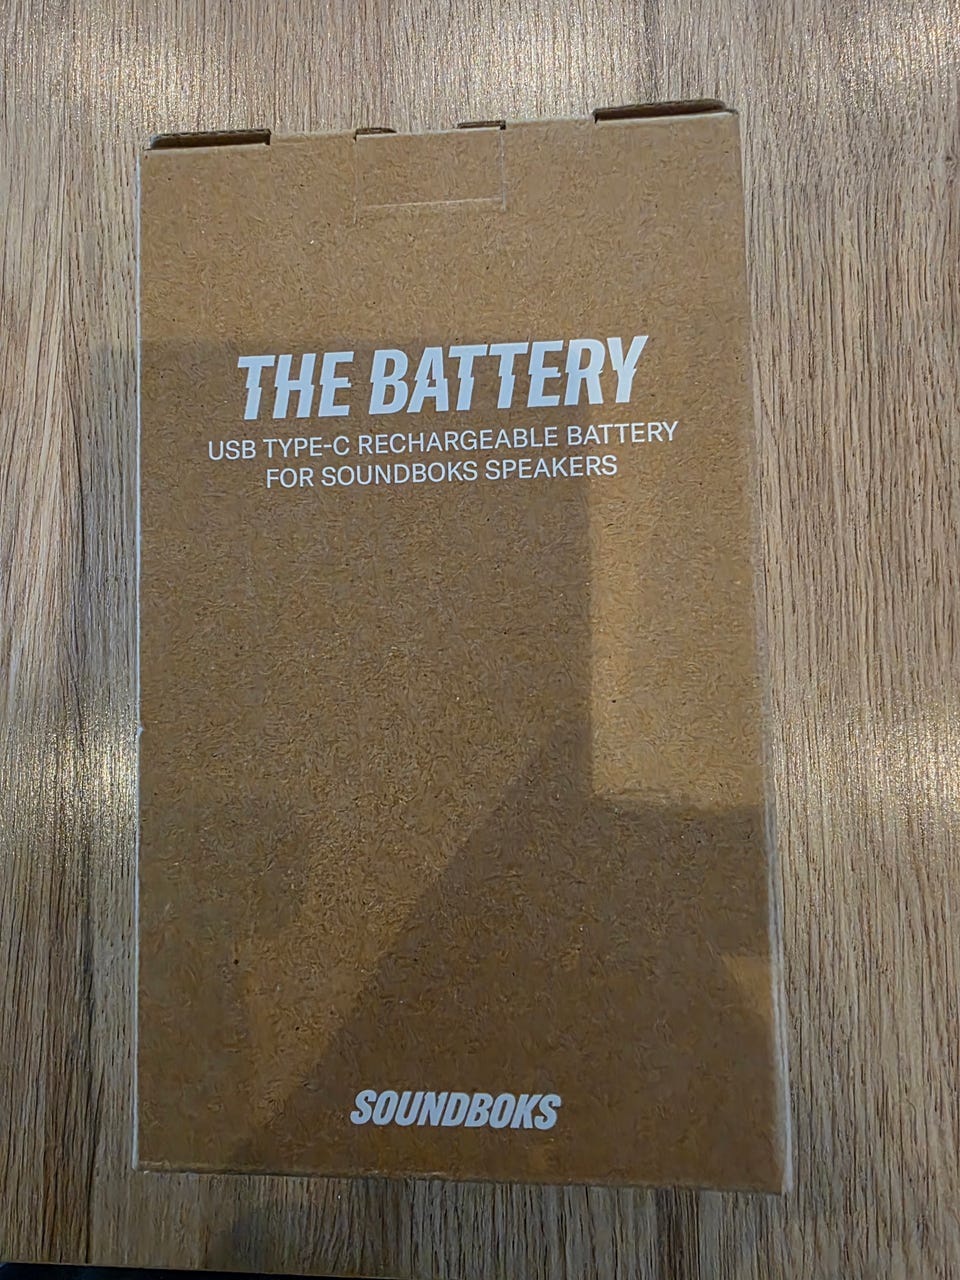 THE BATTERY
USB TYPE-C RECHARGEABLE BATTERY
FOR SOUNDBOKS SPEAKERS
SOUNDBOKS